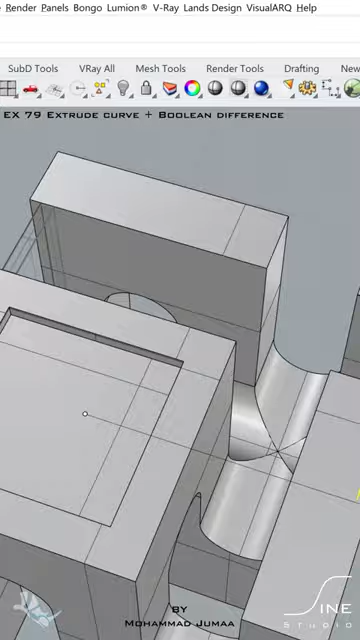 Render Panels Bongo Lumion® V-Ray Lands Design VisualARQ Help
SubD Tools VRay All Mesh Tools Render Tools Drafting New
EX 79 Extrude curve + Boolean difference
BY
Mohammad Jumaa
SINE
Studio